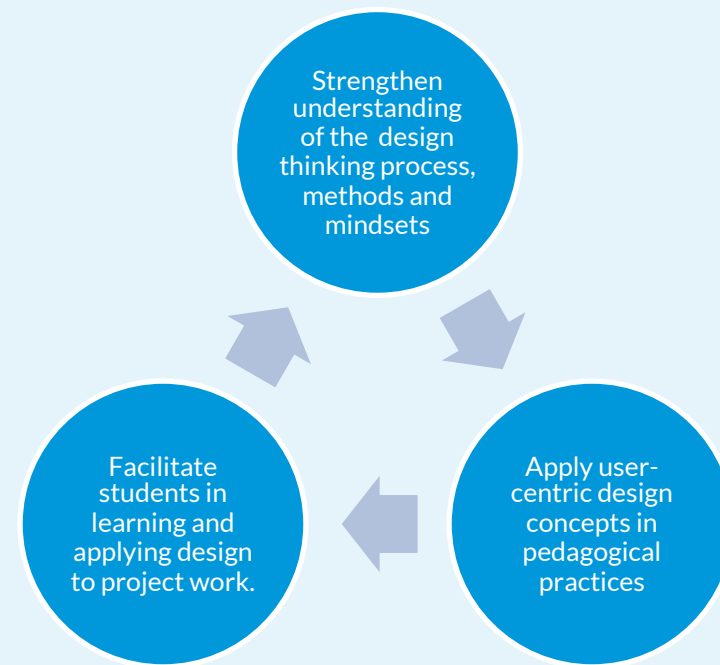 Strengthen
understanding
of the design
thinking process,
methods and
mindsets
Apply user-
centric design
concepts in
pedagogical
practices
Facilitate
students in
learning and
applying design
to project work.